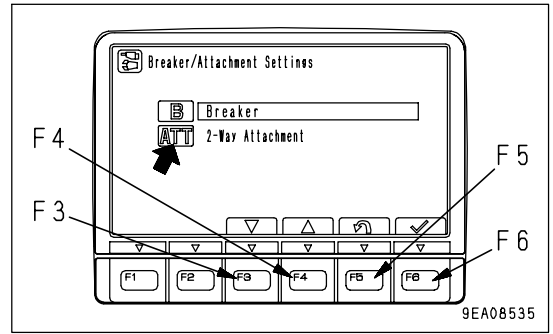 Breaker/Attachment Settings
B Breaker
ATT 2-Way Attachment
F4
F3
F5
F6
F1 F2 F3 F4 F5 F6
9EA08535